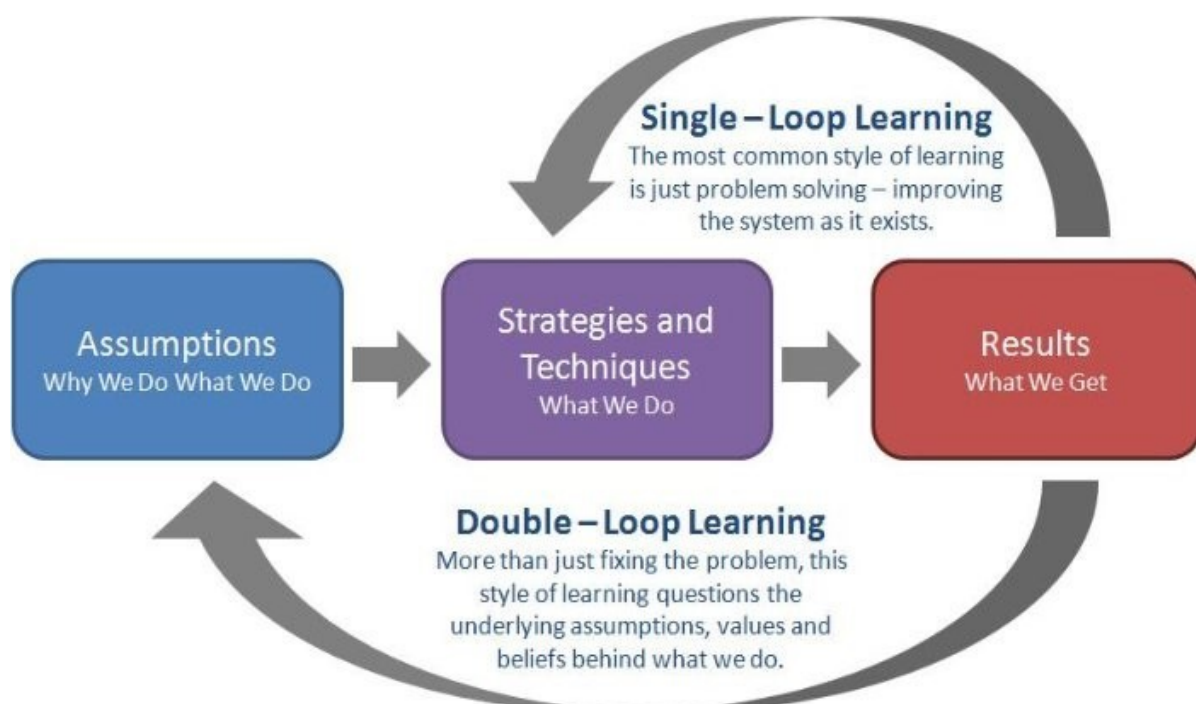 Single – Loop Learning
The most common style of learning
is just problem solving – improving
the system as it exists.
Assumptions
Why We Do What We Do
Strategies and
Techniques
What We Do
Results
What We Get
Double – Loop Learning
More than just fixing the problem, this
style of learning questions the
underlying assumptions, values and
beliefs behind what we do.